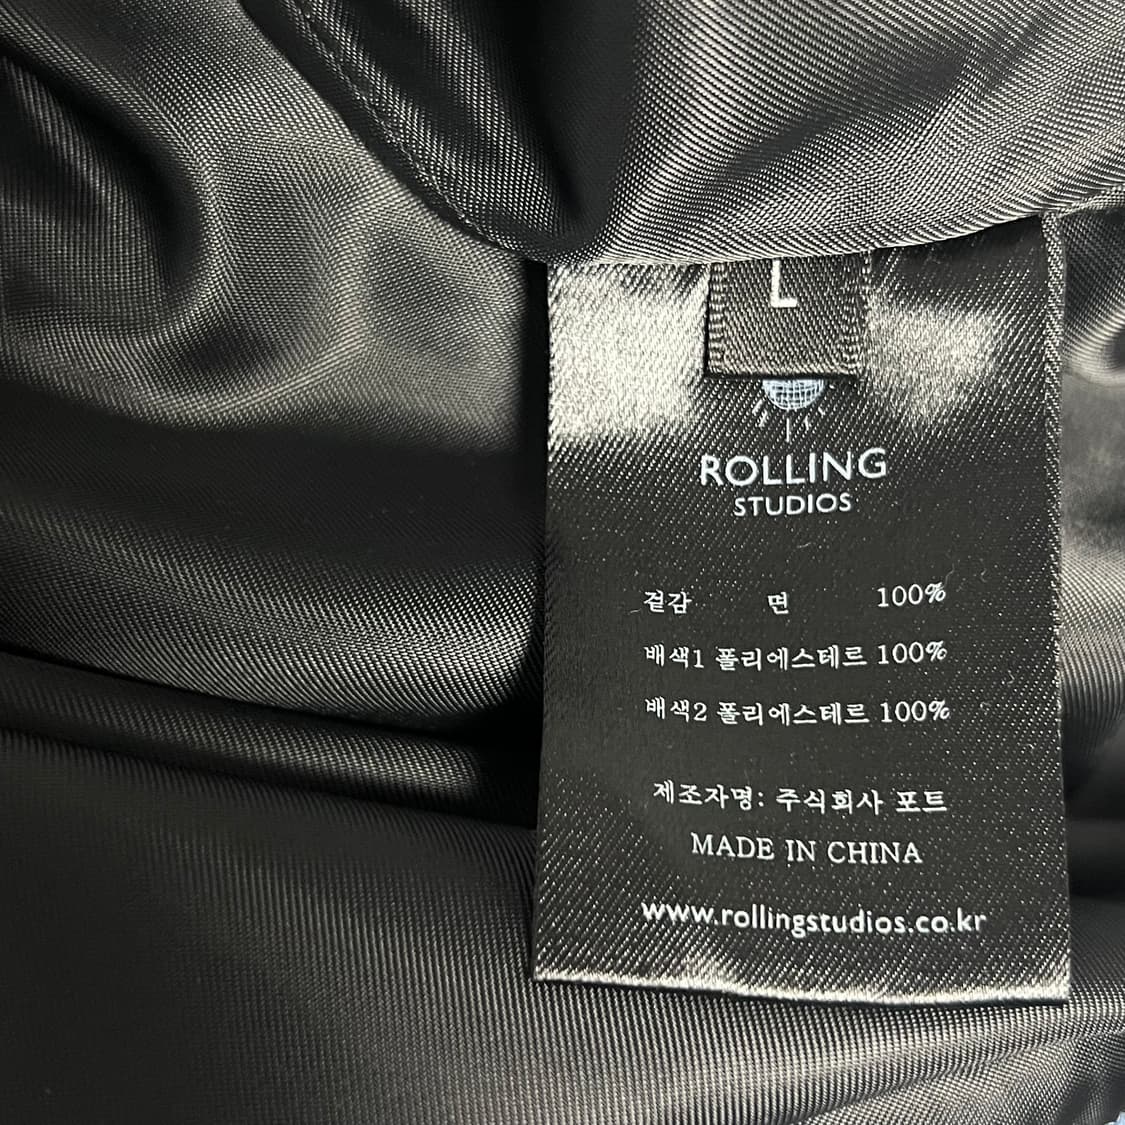 L
ROLLING
STUDIOS
겉감 면 100%
배색1 폴리에스테르 100%
배색2 폴리에스테르 100%
제조자명: 주식회사 포트
MADE IN CHINA
www.rollingstudios.co.kr